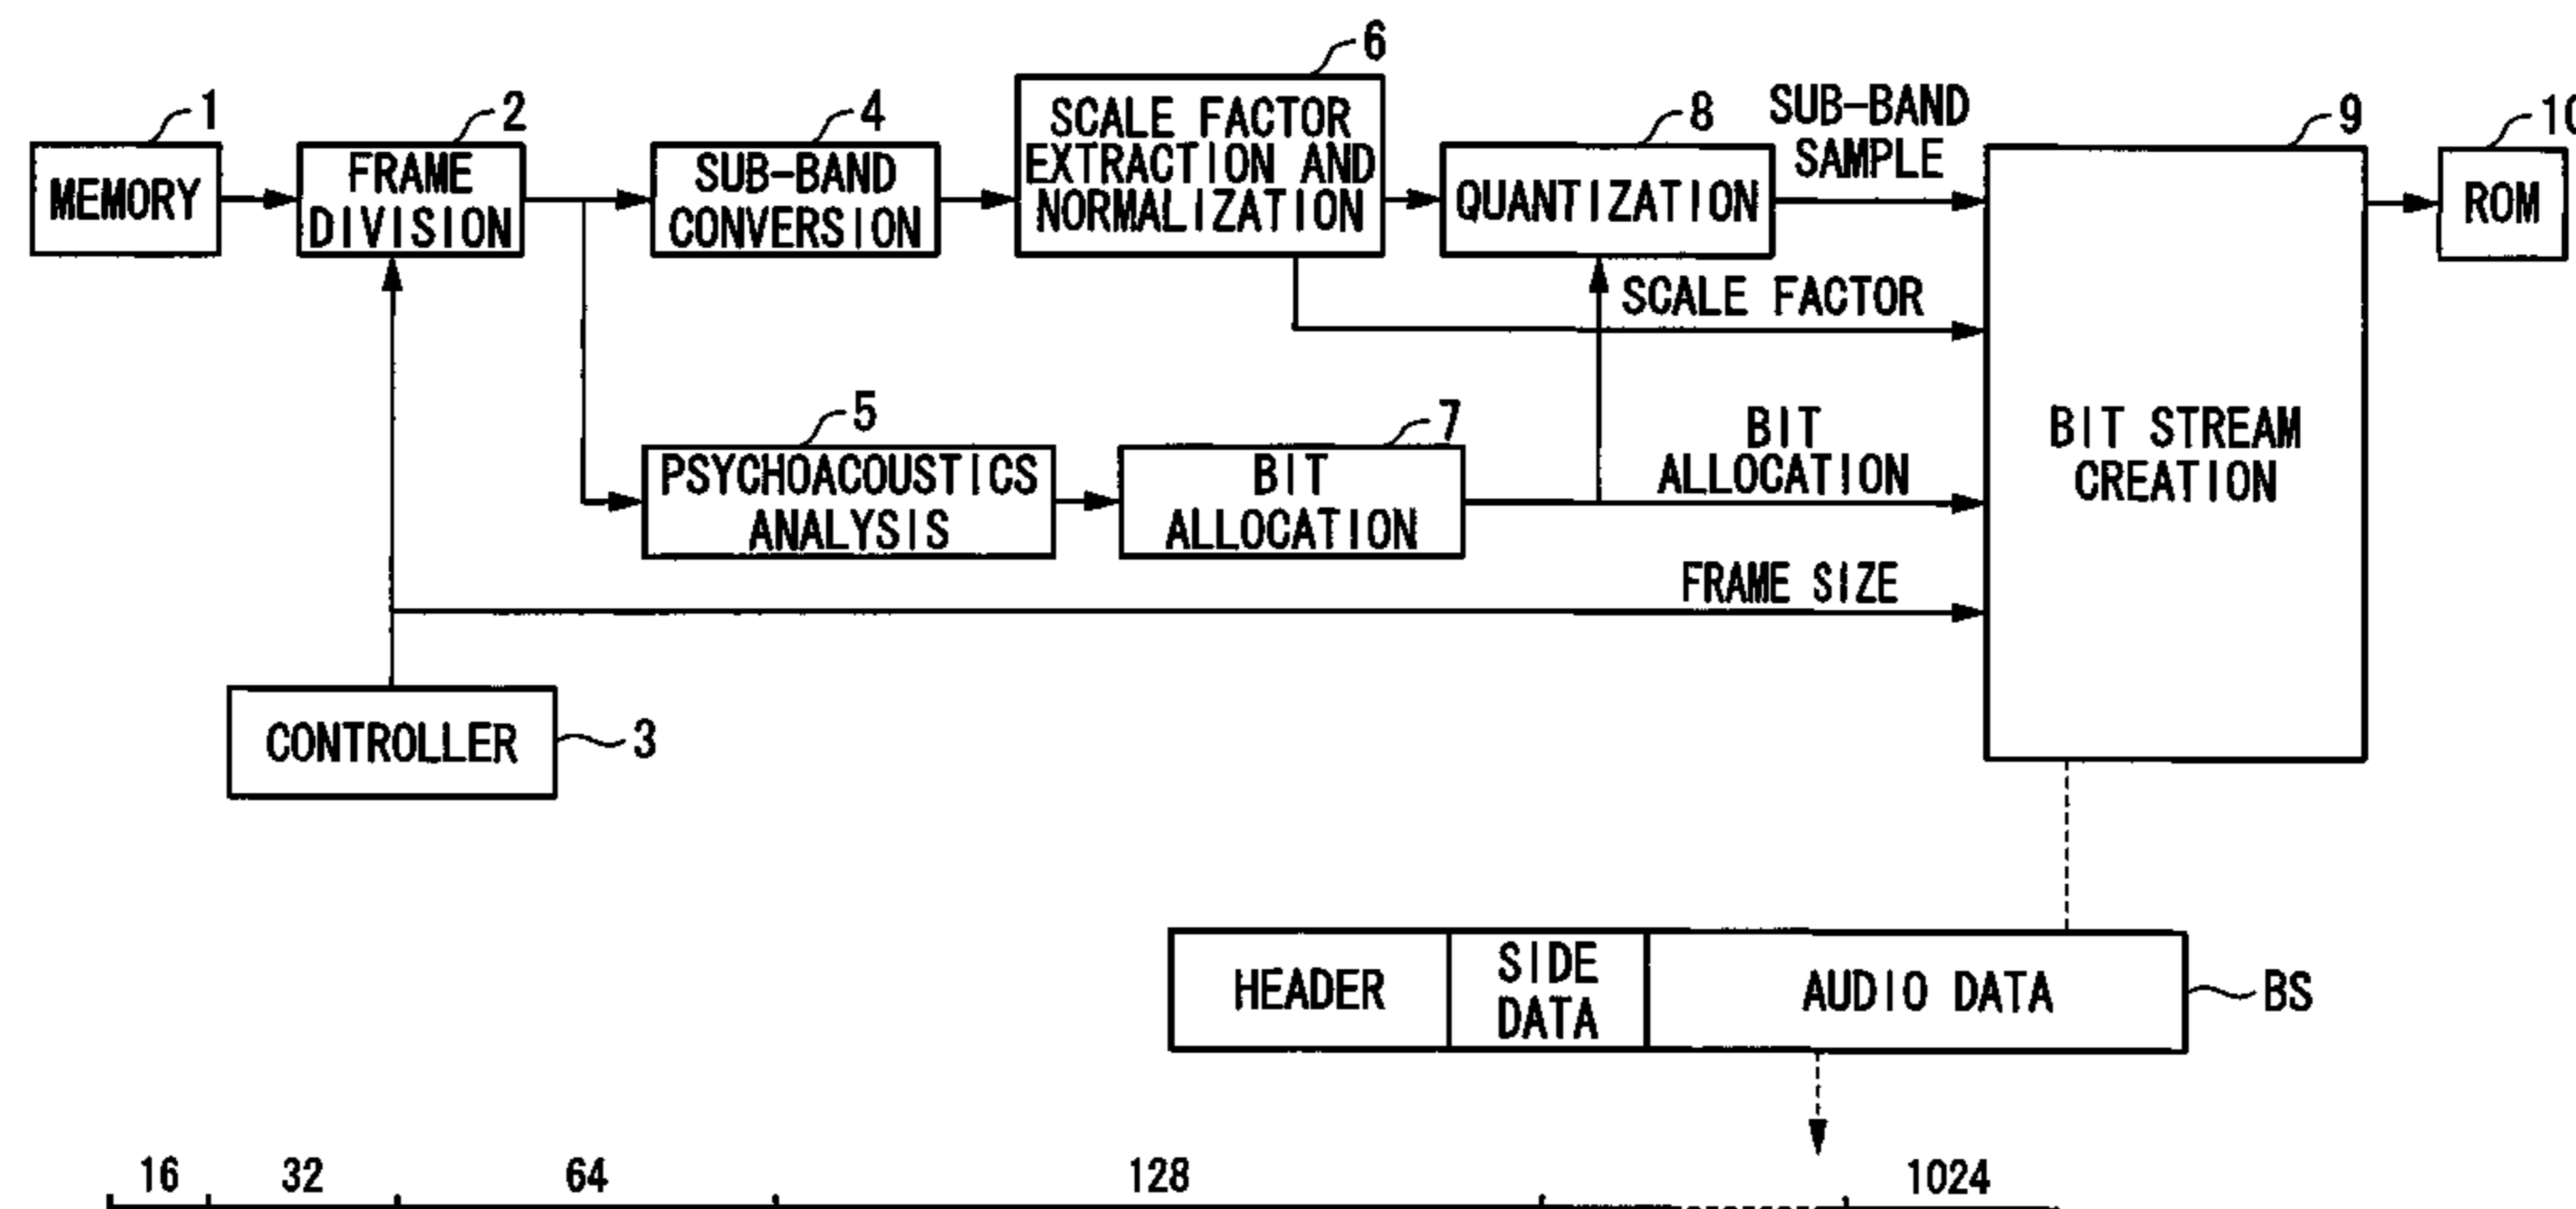 1
MEMORY
2
FRAME
DIVISION
4
SUB-BAND
CONVERSION
6
SCALE FACTOR
EXTRACTION AND
NORMALIZATION
8
QUANTIZATION
SUB-BAND
SAMPLE
9
BIT STREAM
CREATION
10
ROM
SCALE FACTOR
5
PSYCHOACOUSTICS
ANALYSIS
7
BIT
ALLOCATION
BIT
ALLOCATION
FRAME SIZE
CONTROLLER
3
HEADER
SIDE
DATA
AUDIO DATA
BS
16 32 64 128 1024